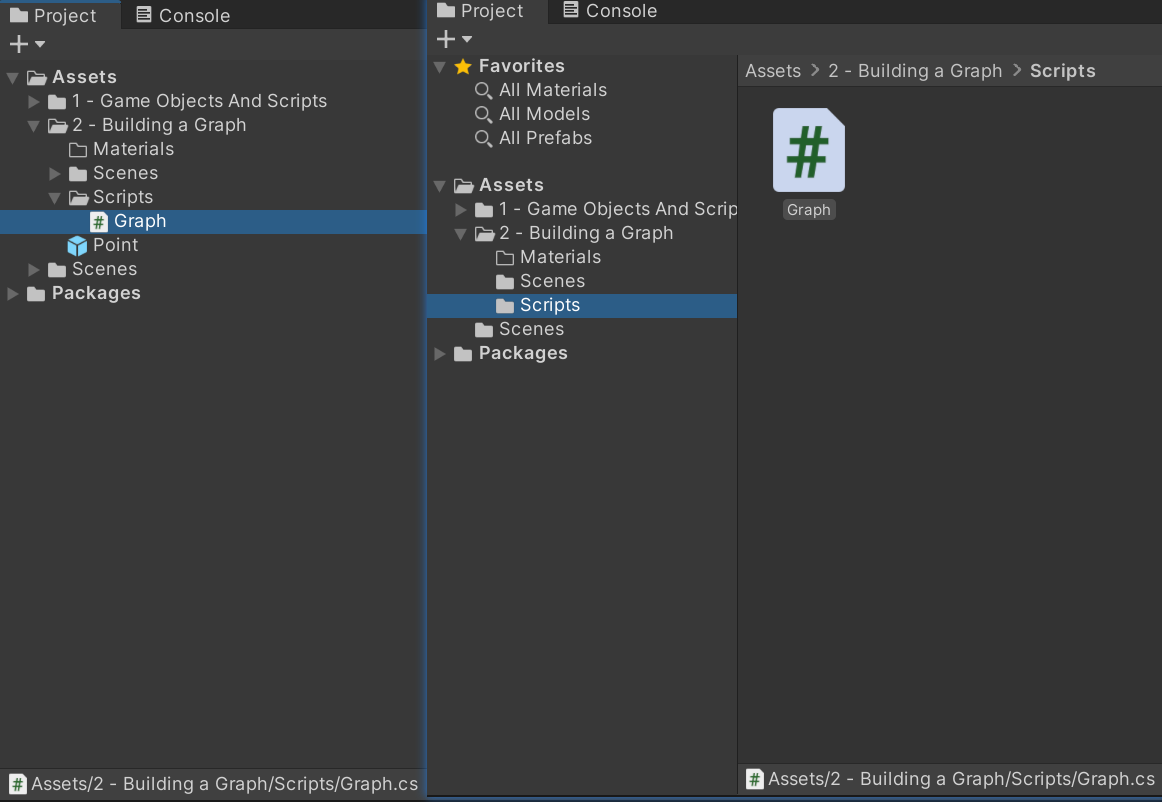 Project
Console
Assets
1 - Game Objects And Scripts
2 - Building a Graph
Materials
Scenes
Scripts
# Graph
Point
Scenes
Packages
# Assets/2 - Building a Graph/Scripts/Graph.cs
Project
Console
Favorites
All Materials
All Models
All Prefabs
Assets
1 - Game Objects And Scrip
2 - Building a Graph
Materials
Scenes
Scripts
Scenes
Packages
Assets > 2 - Building a Graph > Scripts
#
Graph
# Assets/2 - Building a Graph/Scripts/Graph.cs